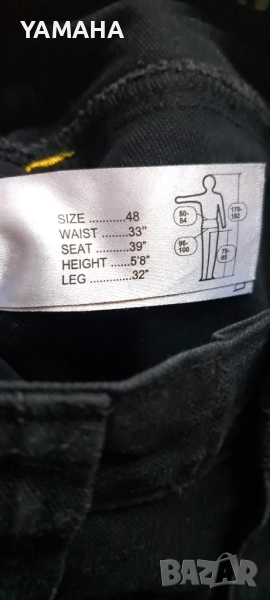 YAMAHA
SIZE ...........48
WAIST .......33"
SEAT .........39"
HEIGHT ......5'8"
LEG .............32"
80-
84
170-
182
96-
100
BAZAR